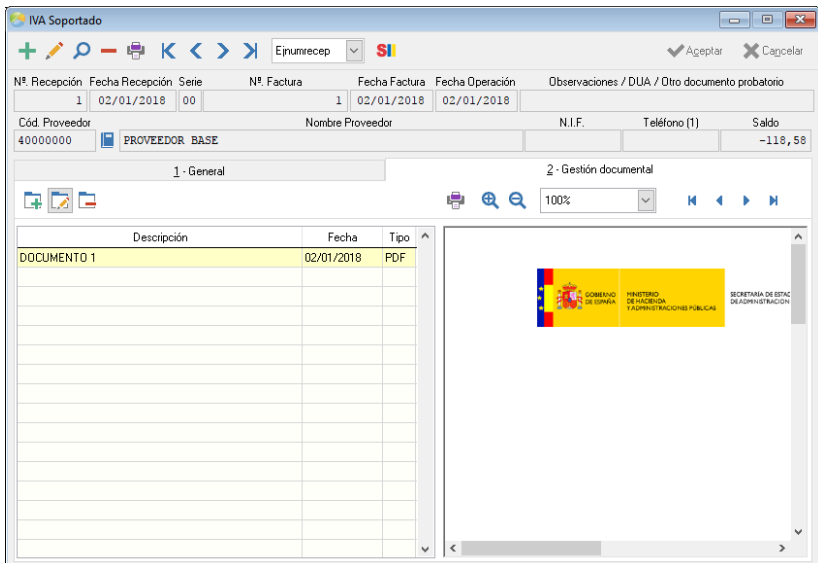 IVA Soportado
Ejnumrecep
SII
Aceptar
Cancelar
Nº. Recepción Fecha Recepción Serie Nº. Factura Fecha Factura Fecha Operación Observaciones / DUA / Otro documento probatorio
1 02/01/2018 00 1 02/01/2018 02/01/2018
Cód. Proveedor Nombre Proveedor N.I.F. Teléfono (1) Saldo
40000000 PROVEEDOR BASE -118,58
1 - General 2 - Gestión documental
100%
Descripción Fecha Tipo
DOCUMENTO 1 02/01/2018 PDF
GOBIERNO
DE ESPAÑA
MINISTERIO
DE HACIENDA
Y ADMINISTRACIONES PÚBLICAS
SECRETARÍA DE ESTAD
DE ADMINISTRACION